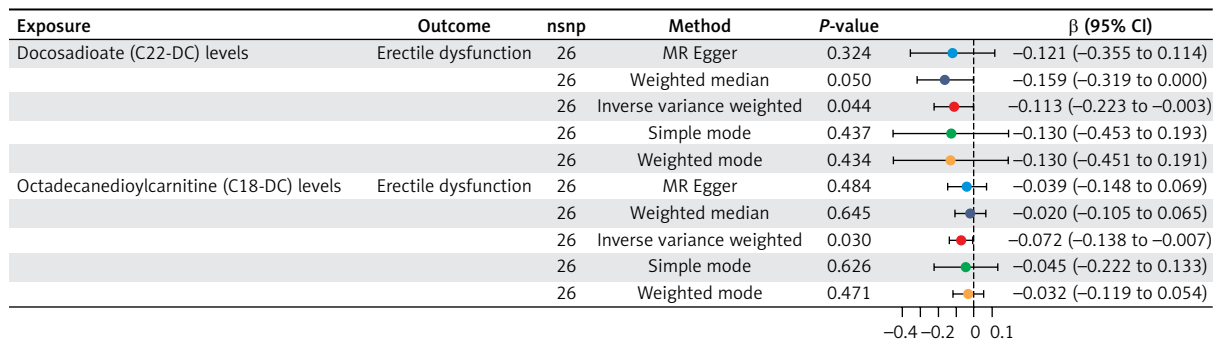 Exposure Outcome nsnp Method P-value β (95% CI)
Docosadioate (C22-DC) levels Erectile dysfunction 26 MR Egger 0.324 −0.121 (−0.355 to 0.114)
26 Weighted median 0.050 −0.159 (−0.319 to 0.000)
26 Inverse variance weighted 0.044 −0.113 (−0.223 to −0.003)
26 Simple mode 0.437 −0.130 (−0.453 to 0.193)
26 Weighted mode 0.434 −0.130 (−0.451 to 0.191)
Octadecanedioylcarnitine (C18-DC) levels Erectile dysfunction 26 MR Egger 0.484 −0.039 (−0.148 to 0.069)
26 Weighted median 0.645 −0.020 (−0.105 to 0.065)
26 Inverse variance weighted 0.030 −0.072 (−0.138 to −0.007)
26 Simple mode 0.626 −0.045 (−0.222 to 0.133)
26 Weighted mode 0.471 −0.032 (−0.119 to 0.054)
−0.4 −0.2 0 0.1